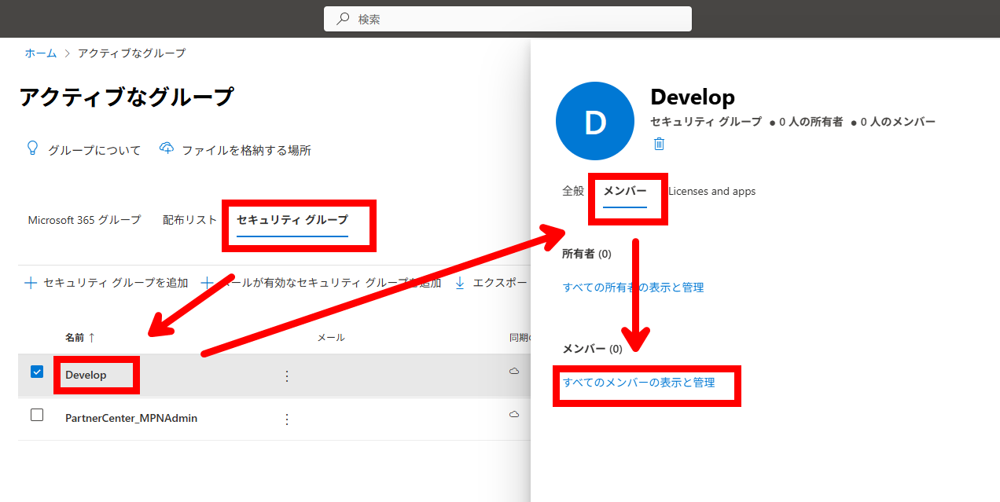 検索
ホーム > アクティブなグループ
アクティブなグループ
グループについて ファイルを格納する場所
Microsoft 365 グループ 配布リスト セキュリティ グループ
セキュリティ グループを追加 ールが有効なセキュリティ グループを追加 エクスポー
名前 ↑ メール 同期
Develop
PartnerCenter_MPNAdmin
D
Develop
セキュリティ グループ ● 0 人の所有者 ● 0 人のメンバー
全般 メンバー Licenses and apps
所有者 (0)
すべての所有者の表示と管理
メンバー (0)
すべてのメンバーの表示と管理